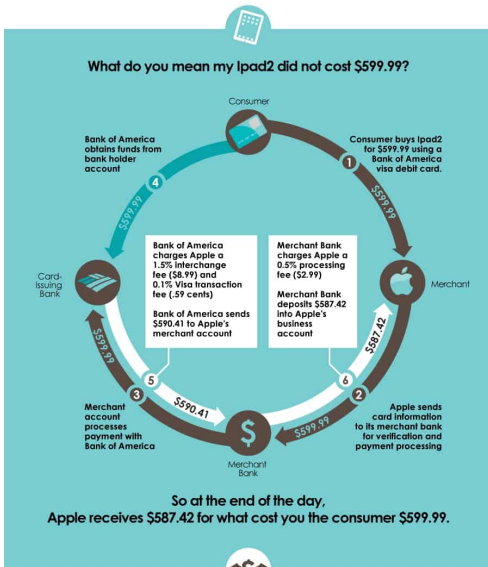 What do you mean my Ipad2 did not cost $599.99?
Consumer
Bank of America
obtains funds from
bank holder
account
Consumer buys Ipad2
for $599.99 using a
Bank of America
visa debit card.
4
1
$599.99
$599.99
Bank of America
charges Apple a
1.5% interchange
fee ($8.99) and
0.1% Visa transaction
fee (.59 cents)
Bank of America sends
$590.41 to Apple's
merchant account
Merchant Bank
charges Apple a
0.5% processing
fee ($2.99)
Merchant Bank
deposits $587.42
into Apple's
business
account
Card-
Issuing
Bank
Merchant
$599.99
$587.42
5
6
3
2
$590.41
$599.99
$
Merchant
account
processes
payment with
Bank of America
Apple sends
card information
to its merchant bank
for verification and
payment processing
Merchant
Bank
So at the end of the day,
Apple receives $587.42 for what cost you the consumer $599.99.